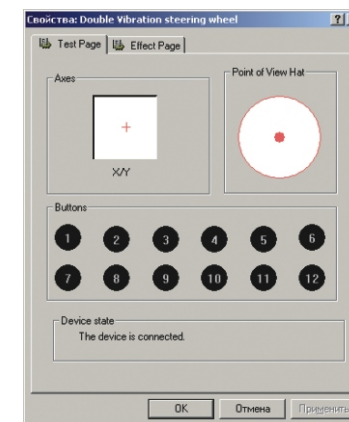 Свойства: Double Vibration steering wheel
Test Page Effect Page
Axes
Point of View Hat
X/Y
Buttons
1 2 3 4 5 6
7 8 9 10 11 12
Device state
The device is connected.
OK Отмена Применить